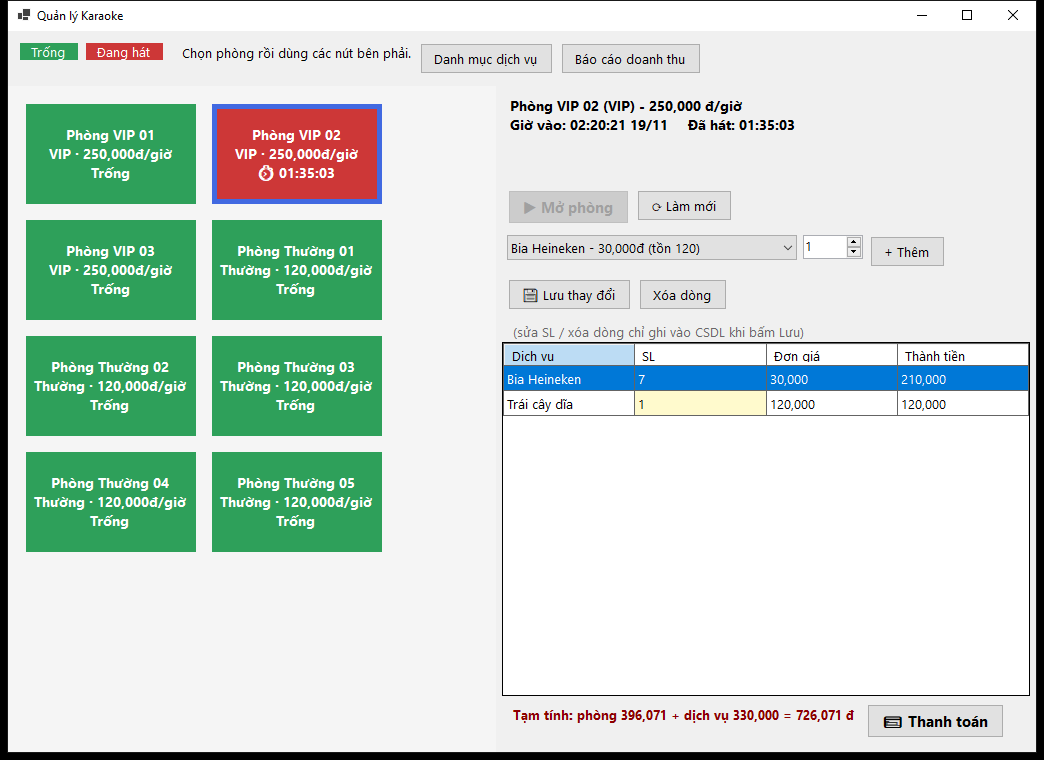 Quản lý Karaoke
Trống
Đang hát
Chọn phòng rồi dùng các nút bên phải.
Danh mục dịch vụ
Báo cáo doanh thu
Phòng VIP 01
VIP · 250,000đ/giờ
Trống
Phòng VIP 02
VIP · 250,000đ/giờ
⏱ 01:35:03
Phòng VIP 03
VIP · 250,000đ/giờ
Trống
Phòng Thường 01
Thường · 120,000đ/giờ
Trống
Phòng Thường 02
Thường · 120,000đ/giờ
Trống
Phòng Thường 03
Thường · 120,000đ/giờ
Trống
Phòng Thường 04
Thường · 120,000đ/giờ
Trống
Phòng Thường 05
Thường · 120,000đ/giờ
Trống
Phòng VIP 02 (VIP) - 250,000 đ/giờ
Giờ vào: 02:20:21 19/11 Đã hát: 01:35:03
▶ Mở phòng
⟳ Làm mới
Bia Heineken - 30,000đ (tồn 120)
1
+ Thêm
Lưu thay đổi
Xóa dòng
(sửa SL / xóa dòng chỉ ghi vào CSDL khi bấm Lưu)
Dịch vụ SL Đơn giá Thành tiền
Bia Heineken 7 30,000 210,000
Trái cây dĩa 1 120,000 120,000
Tạm tính: phòng 396,071 + dịch vụ 330,000 = 726,071 đ
Thanh toán